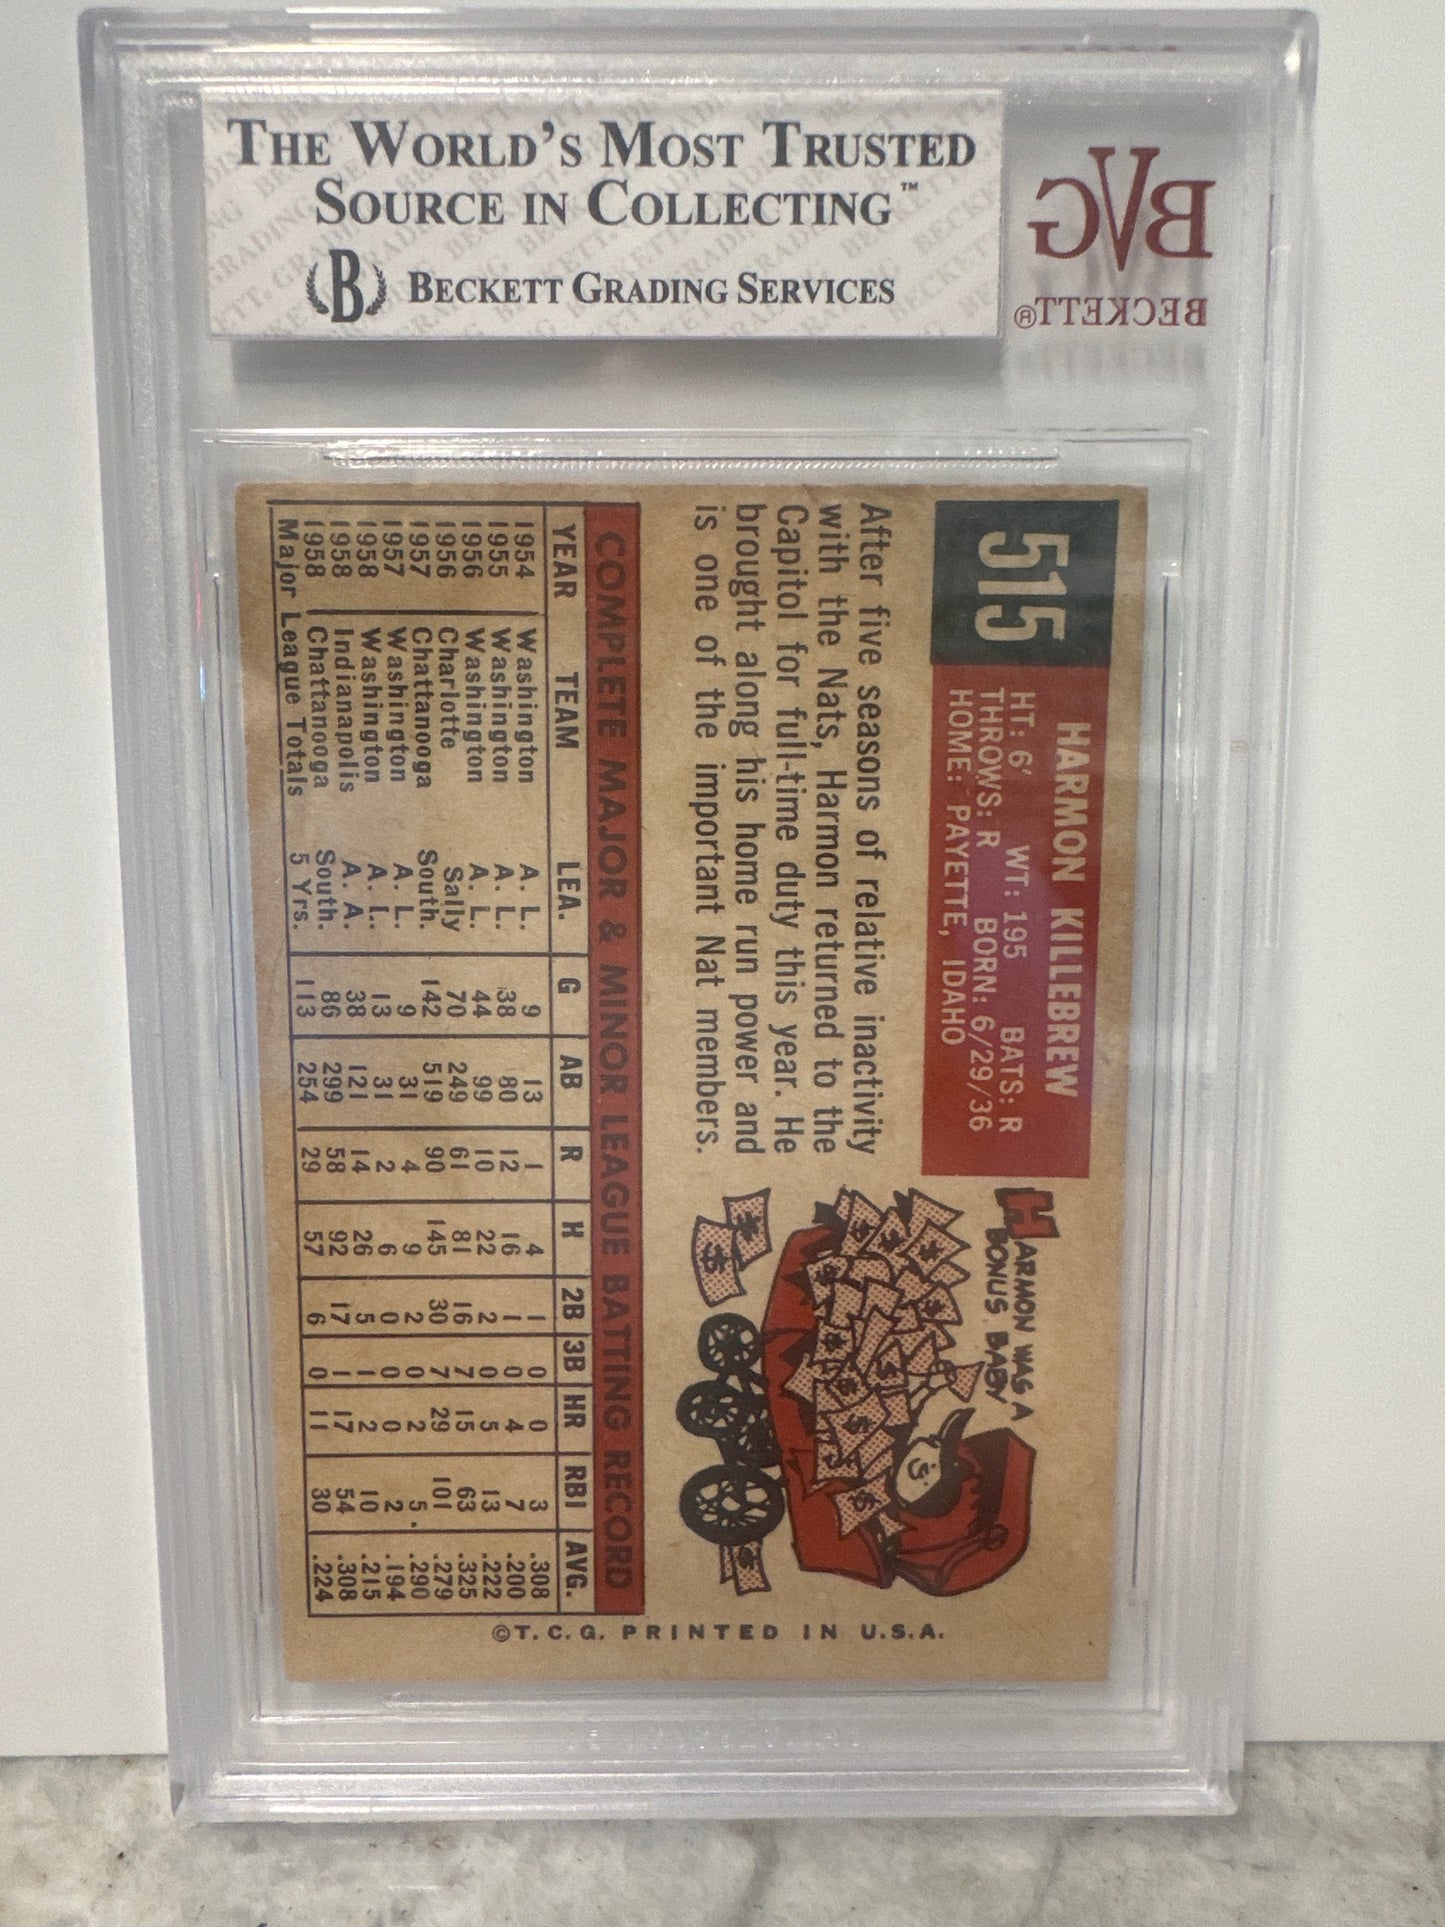 THE WORLD'S MOST TRUSTED
SOURCE IN COLLECTING™
B BECKETT GRADING SERVICES
BVG
BECKETT®
515
HARMON KILLEBREW
HT: 6' WT: 195 BATS: R
THROWS: R BORN: 6/29/36
HOME: PAYETTE, IDAHO
After five seasons of relative inactivity
with the Nats, Harmon returned to the
Capitol for full-time duty this year. He
brought along his home run power and
is one of the important Nat members.
HARMON WAS A
BONUS BABY
COMPLETE MAJOR & MINOR LEAGUE BATTING RECORD
YEAR TEAM LEA. G AB R H 2B 3B HR RBI AVG.
1954 Washington A. L. 9 13 1 4 1 0 0 3 .308
1955 Washington A. L. 38 80 12 16 1 0 4 7 .200
1956 Washington A. L. 44 99 10 22 2 0 5 13 .222
1956 Charlotte Sally 70 249 61 81 16 7 15 63 .325
1957 Chattanooga South. 142 519 90 145 30 7 29 101 .279
1957 Washington A. L. 9 31 4 9 2 0 2 5 .290
1958 Washington A. L. 13 31 2 6 0 0 0 2 .194
1958 Indianapolis A. A. 38 121 14 26 5 1 2 10 .215
1958 Chattanooga South. 86 299 58 92 17 1 17 54 .308
Major League Totals 5 Yrs. 113 254 29 57 6 0 11 30 .224
©T. C. G. PRINTED IN U.S.A.